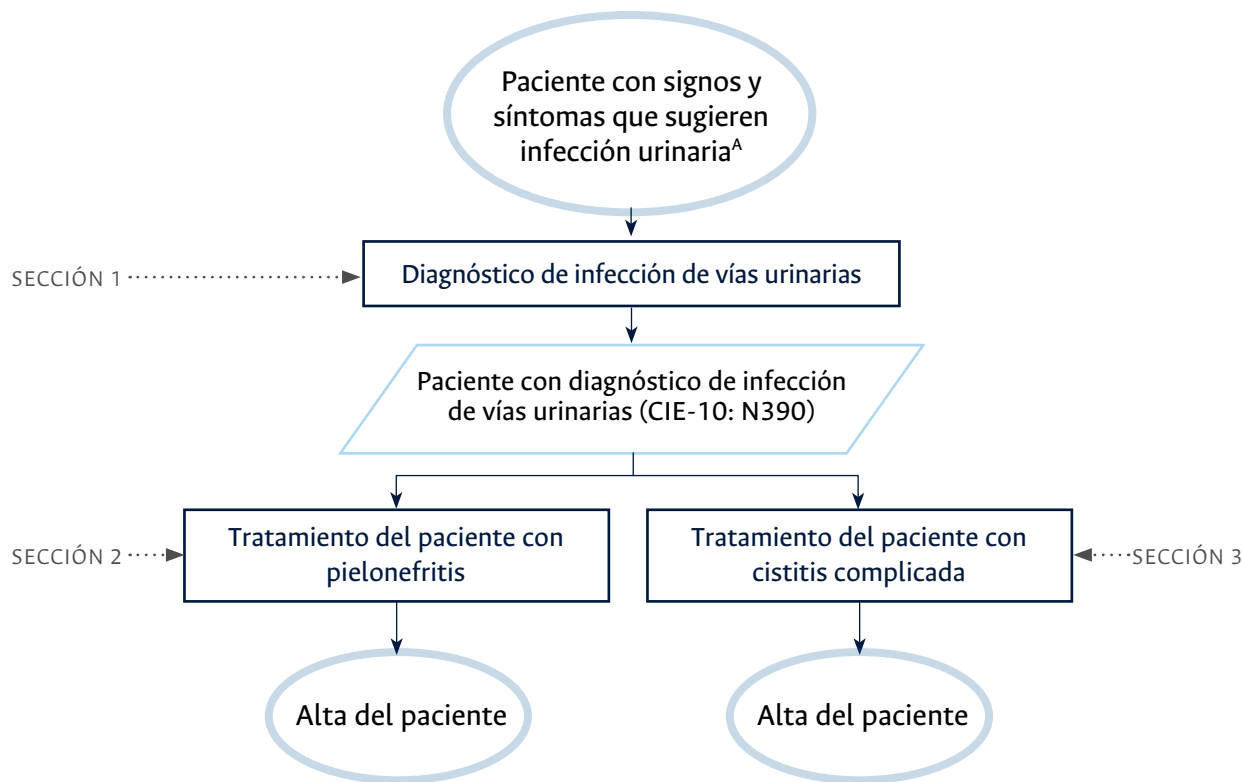 Paciente con signos y
síntomas que sugieren
infección urinariaᴬ
SECCIÓN 1
Diagnóstico de infección de vías urinarias
Paciente con diagnóstico de infección
de vías urinarias (CIE-10: N390)
SECCIÓN 2
Tratamiento del paciente con
pielonefritis
Tratamiento del paciente con
cistitis complicada
SECCIÓN 3
Alta del paciente
Alta del paciente